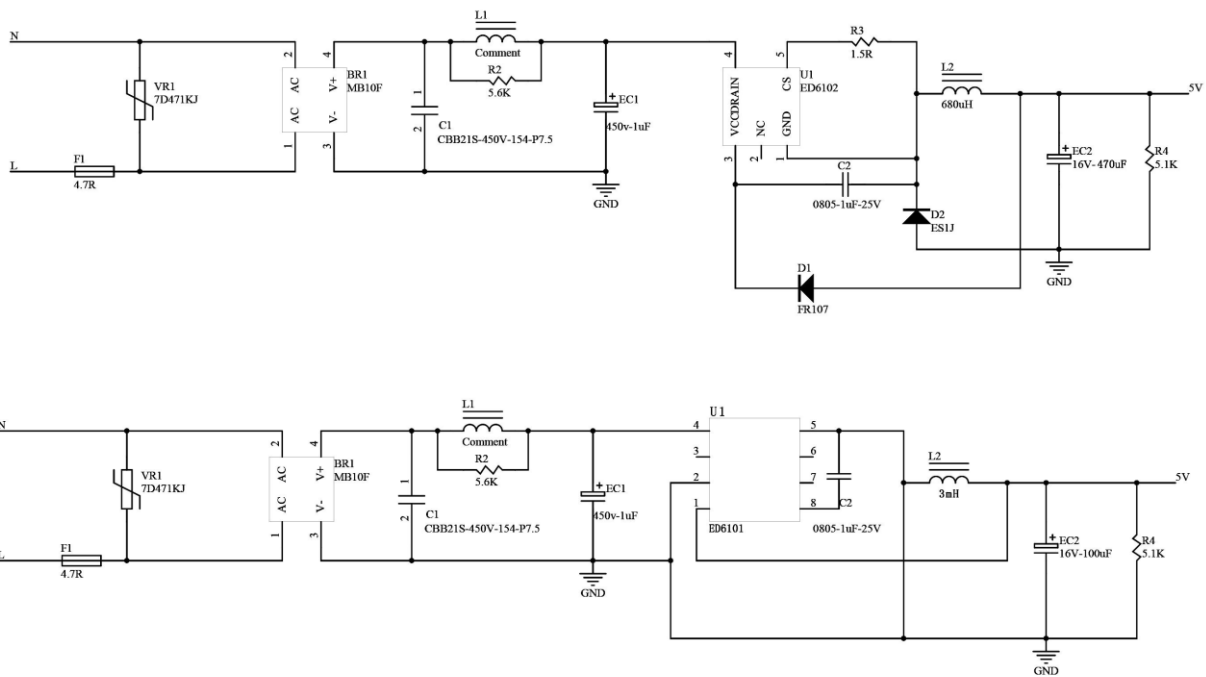 N
L
F1
4.7R
VR1
7D471KJ
2
1
AC
AC
V+
V-
BR1
MB10F
4
3
L1
Comment
R2
5.6K
1
2
C1
CBB21S-450V-154-P7.5
EC1
450v-1uF
GND
4
5
VCCDRAIN
NC
GND
CS
U1
ED6102
3
2
1
R3
1.5R
C2
0805-1uF-25V
D1
FR107
D2
ES1J
L2
680uH
EC2
16V-470uF
R4
5.1K
5V
GND
N
L
F1
4.7R
VR1
7D471KJ
2
1
AC
AC
V+
V-
BR1
MB10F
4
3
L1
Comment
R2
5.6K
1
2
C1
CBB21S-450V-154-P7.5
EC1
450v-1uF
GND
U1
4
3
2
1
5
6
7
8
ED6101
C2
0805-1uF-25V
L2
3mH
EC2
16V-100uF
R4
5.1K
5V
GND